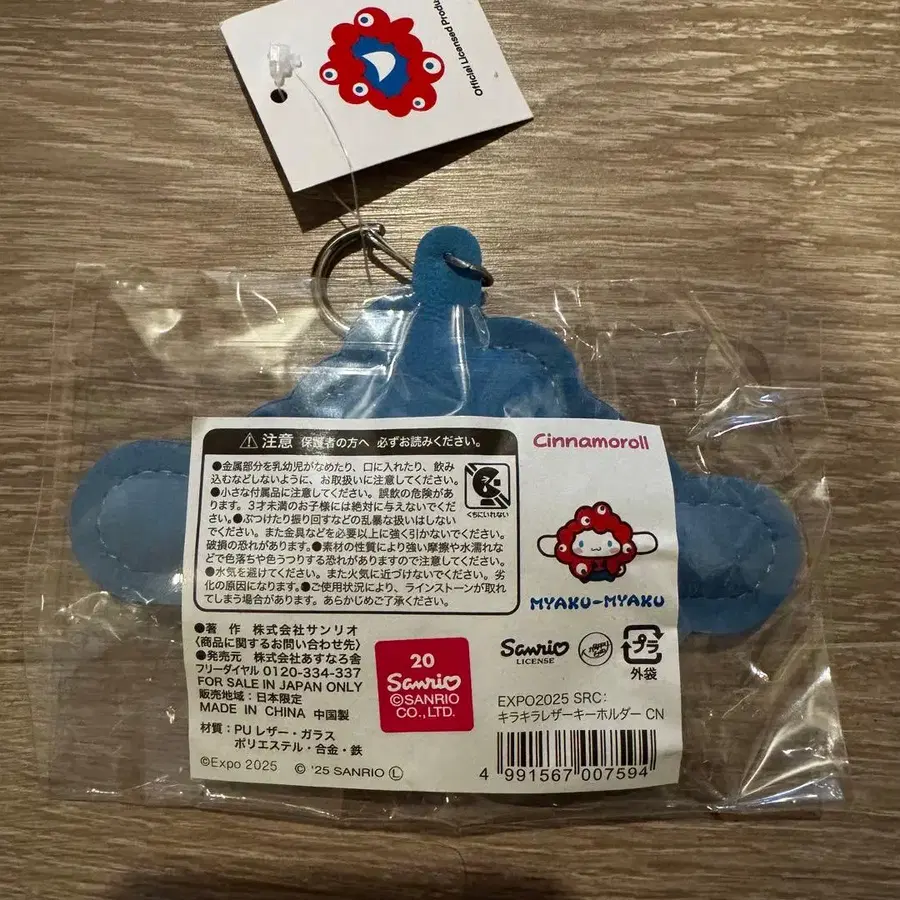 Official Licensed Produ
⚠注意 保護者の方へ 必ずお読みください。
●金属部分を乳幼児がなめたり、口に入れたり、飲み
込むなどしないように、お取扱いに注意してください。
●小さな付属品に注意してください。誤飲の危険があ
ります。3才未満のお子様には絶対に与えないでくだ
さい。●ぶつけたり振り回すなどの乱暴な扱いはしない
でください。また金具などを必要以上に強く引かないでください。
破損の恐れがあります。●素材の性質により強い摩擦や水濡れな
どで色落ちや色うつりする恐れがありますので注意してください。
●水気を避けてください。また火気に近づけないでください。劣
化の原因になります。●ご使用状況により、ラインストーンが取れ
てしまう場合があります。あらかじめご了承ください。
くちにいれない
Cinnamoroll
MYAKU-MYAKU
●著 作 株式会社サンリオ
〈商品に関するお問い合わせ先〉
●発売元 株式会社あすなろ舎
フリーダイヤル 0120-334-337
FOR SALE IN JAPAN ONLY
販売地域：日本限定
MADE IN CHINA 中国製
材質：PUレザー・ガラス
ポリエステル・合金・鉄
©Expo 2025 © '25 SANRIO Ⓛ
20
Sanrio
©SANRIO
CO., LTD.
Sanrio
LICENSE
プラ
外袋
EXPO2025 SRC:
キラキラレザーキーホルダー CN
4 991567 007594